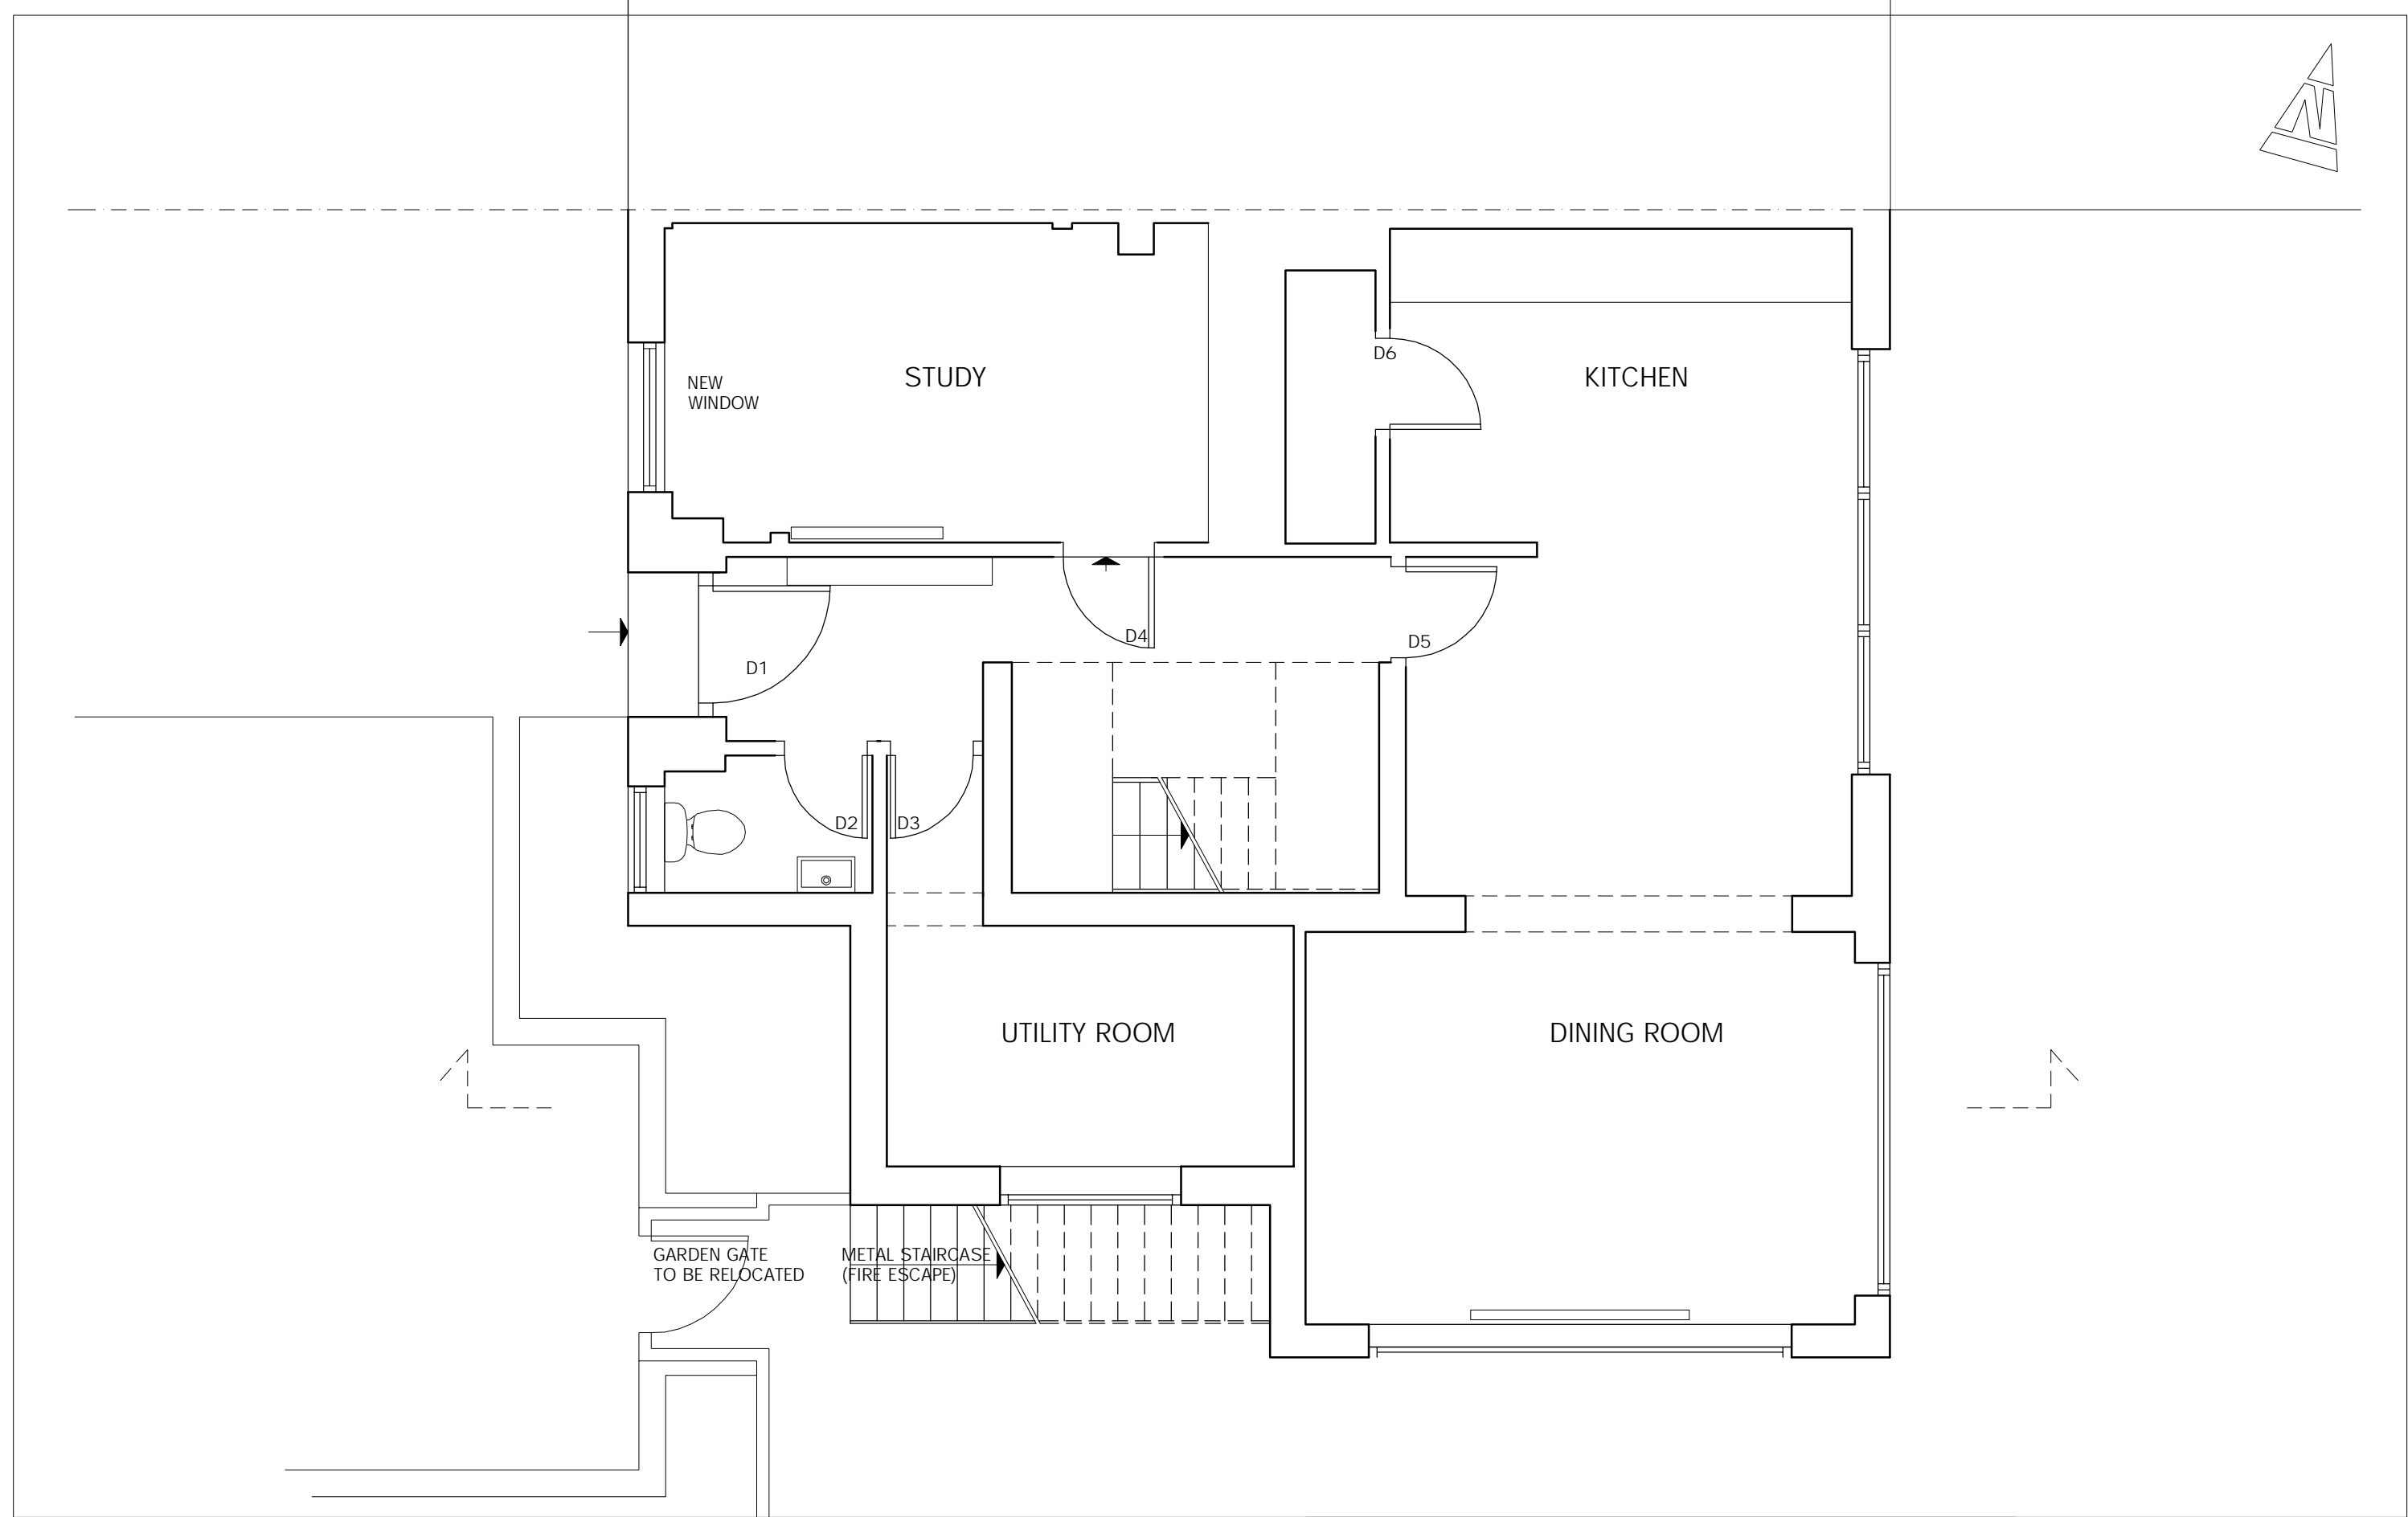 N
D6
STUDY
KITCHEN
NEW
WINDOW
D4
D5
D1
D2
D3
UTILITY ROOM
DINING ROOM
GARDEN GATE
TO BE RELOCATED
METAL STAIRCASE
(FIRE ESCAPE)